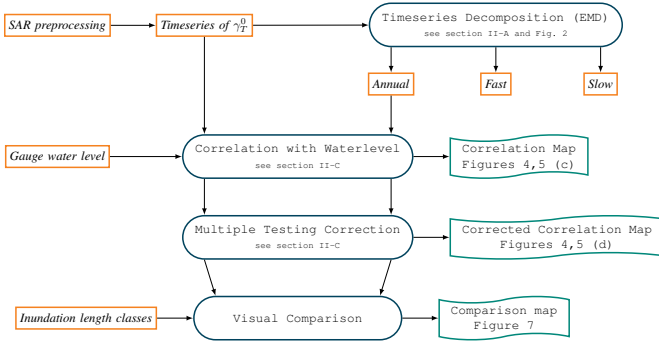 SAR preprocessing
Timeseries of γ_T^0
Timeseries Decomposition (EMD)
see section II-A and Fig. 2
Annual
Fast
Slow
Gauge water level
Correlation with Waterlevel
see section II-C
Correlation Map
Figures 4,5 (c)
Multiple Testing Correction
see section II-C
Corrected Correlation Map
Figures 4,5 (d)
Inundation length classes
Visual Comparison
Comparison map
Figure 7